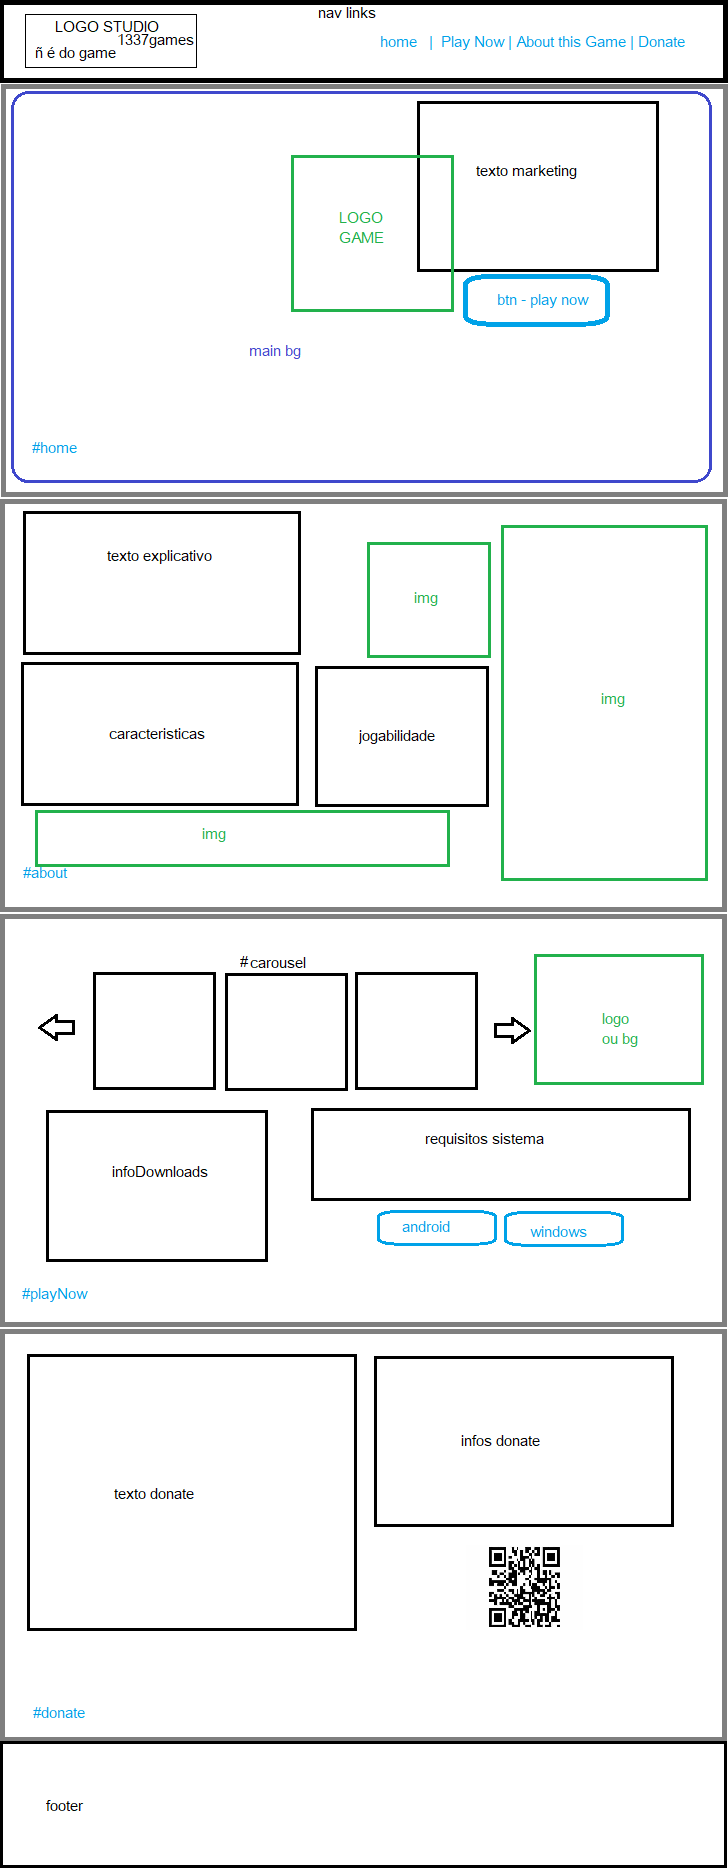 nav links
LOGO STUDIO
1337games
ñ é do game
home | Play Now | About this Game | Donate
texto marketing
LOGO
GAME
btn - play now
main bg
#home
texto explicativo
img
img
caracteristicas
jogabilidade
img
#about
#carousel
logo
ou bg
requisitos sistema
infoDownloads
android
windows
#playNow
infos donate
texto donate
#donate
footer